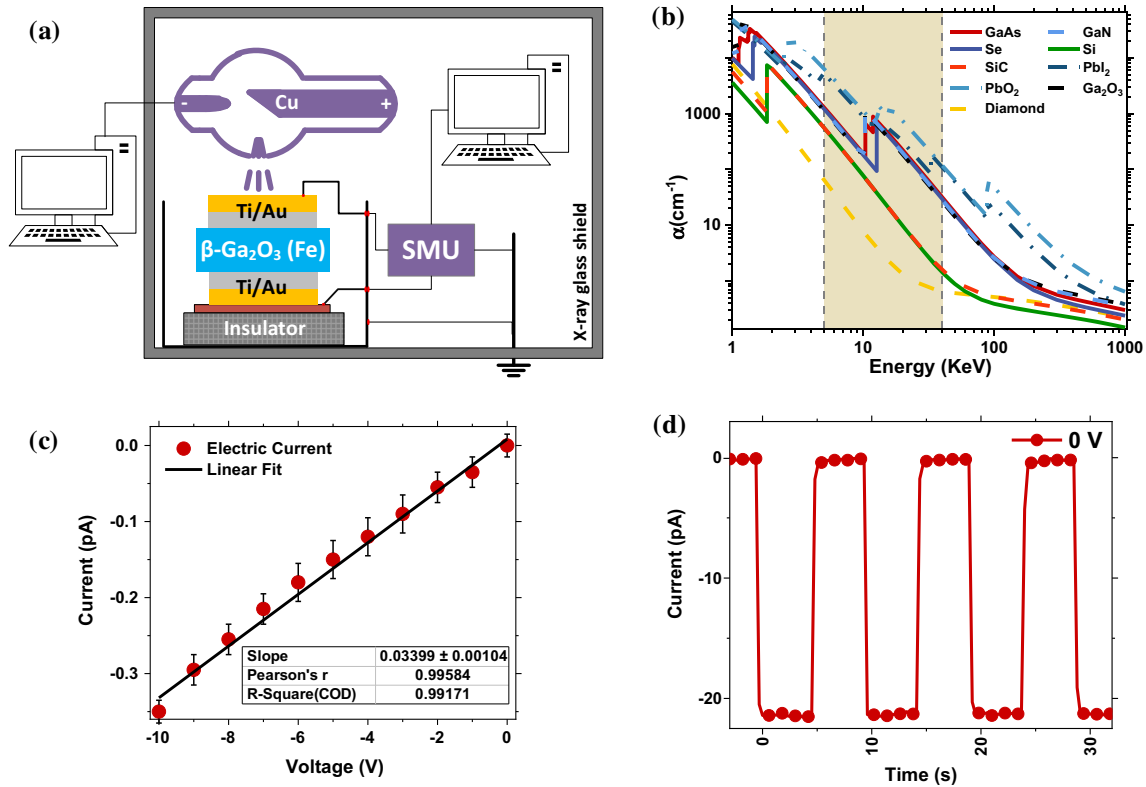 (a)
Cu
-
+
Ti/Au
β-Ga₂O₃ (Fe)
Ti/Au
Insulator
SMU
X-ray glass shield
(b)
GaAs
GaN
Se
Si
SiC
PbI₂
PbO₂
Ga₂O₃
Diamond
α(cm⁻¹)
1000
10
1
10
100
1000
Energy (KeV)
(c)
Electric Current
Linear Fit
Current (pA)
0.0
-0.1
-0.2
-0.3
Slope 0.03399 ± 0.00104
Pearson's r 0.99584
R-Square(COD) 0.99171
-10
-8
-6
-4
-2
0
Voltage (V)
(d)
0 V
Current (pA)
0
-10
-20
0
10
20
30
Time (s)